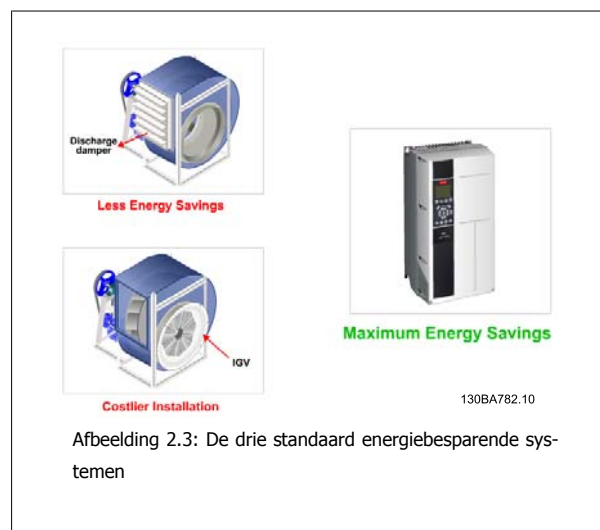 Discharge
damper
Less Energy Savings
IGV
Costlier Installation
Maximum Energy Savings
130BA782.10
Afbeelding 2.3: De drie standaard energiebesparende sys-
temen